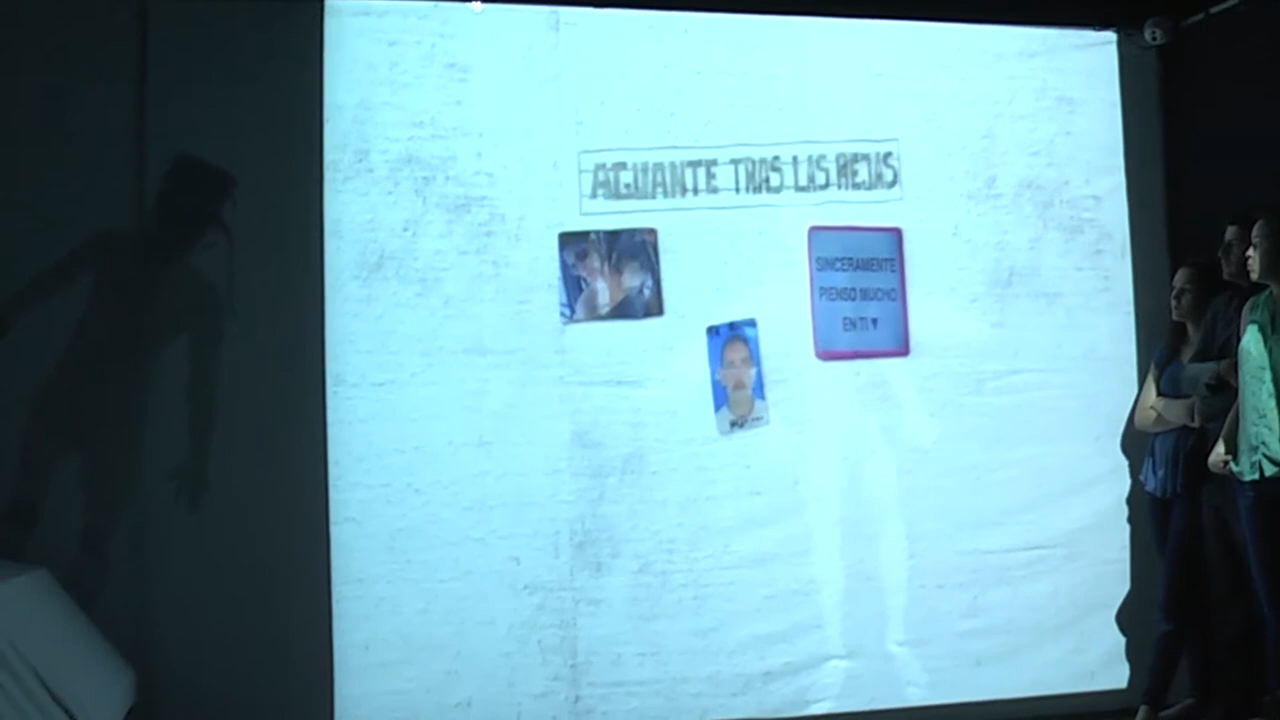 AGUANTE TRAS LAS REJAS
SINCERAMENTE
PIENSO MUCHO
EN TI ♥